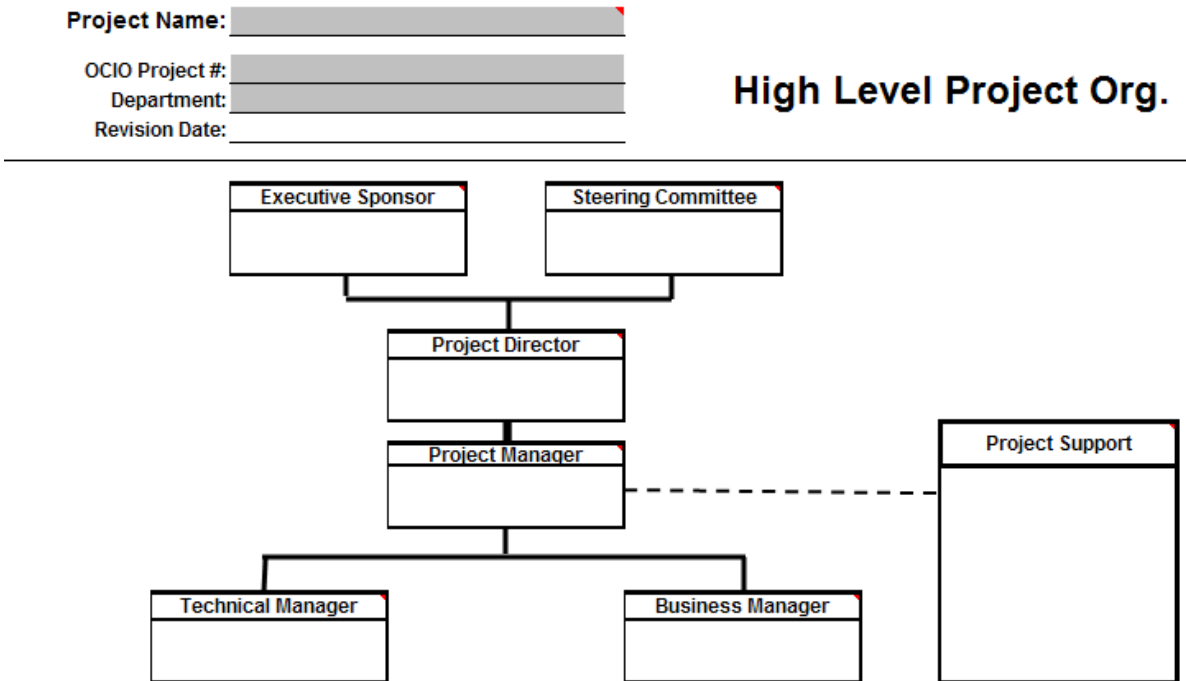 Project Name:
OCIO Project #:
Department:
Revision Date:
High Level Project Org.
Executive Sponsor
Steering Committee
Project Director
Project Manager
Project Support
Technical Manager
Business Manager